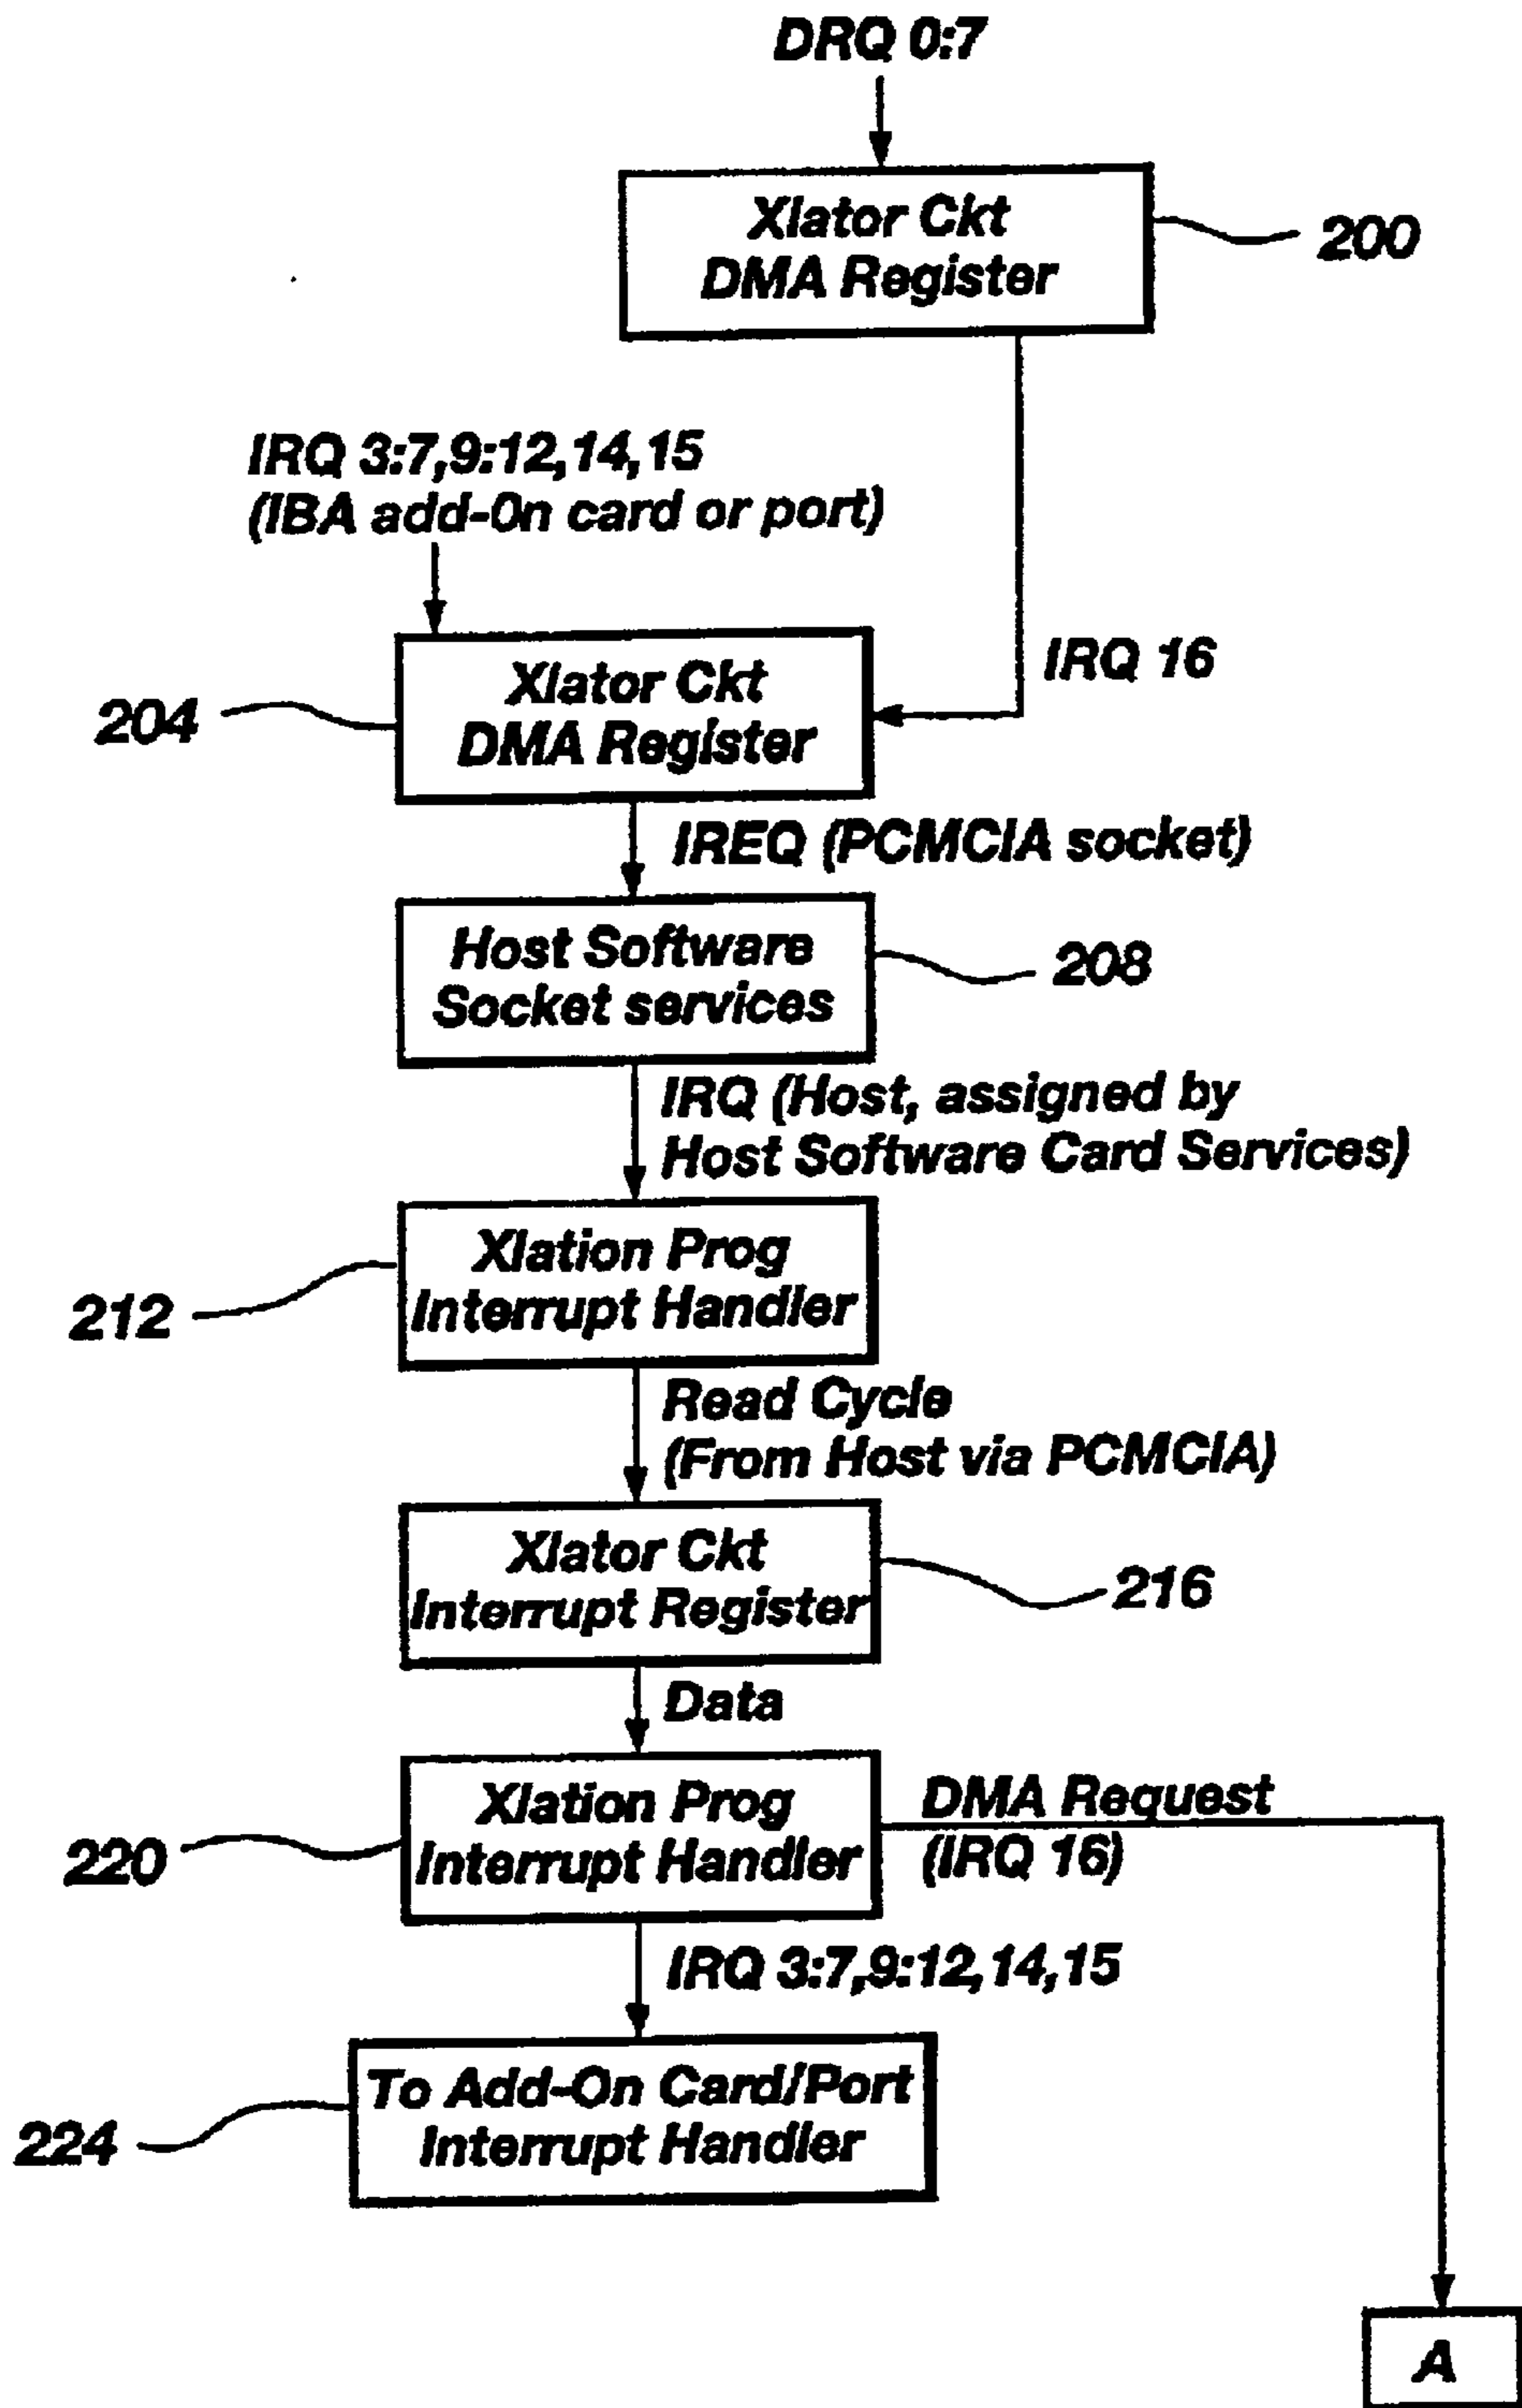 DRQ 0:7
Xlator Ckt
DMA Register
200
IRQ 3:7,9:12,14,15
(IBA add-On card or port)
IRQ 16
Xlator Ckt
DMA Register
204
IREQ (PCMCIA socket)
Host Software
Socket services
208
IRQ (Host, assigned by
Host Software Card Services)
Xlation Prog
Interrupt Handler
212
Read Cycle
(From Host via PCMCIA)
Xlator Ckt
Interrupt Register
216
Data
Xlation Prog
Interrupt Handler
220
DMA Request
(IRQ 16)
IRQ 3:7,9:12,14,15
To Add-On Card/Port
Interrupt Handler
224
A